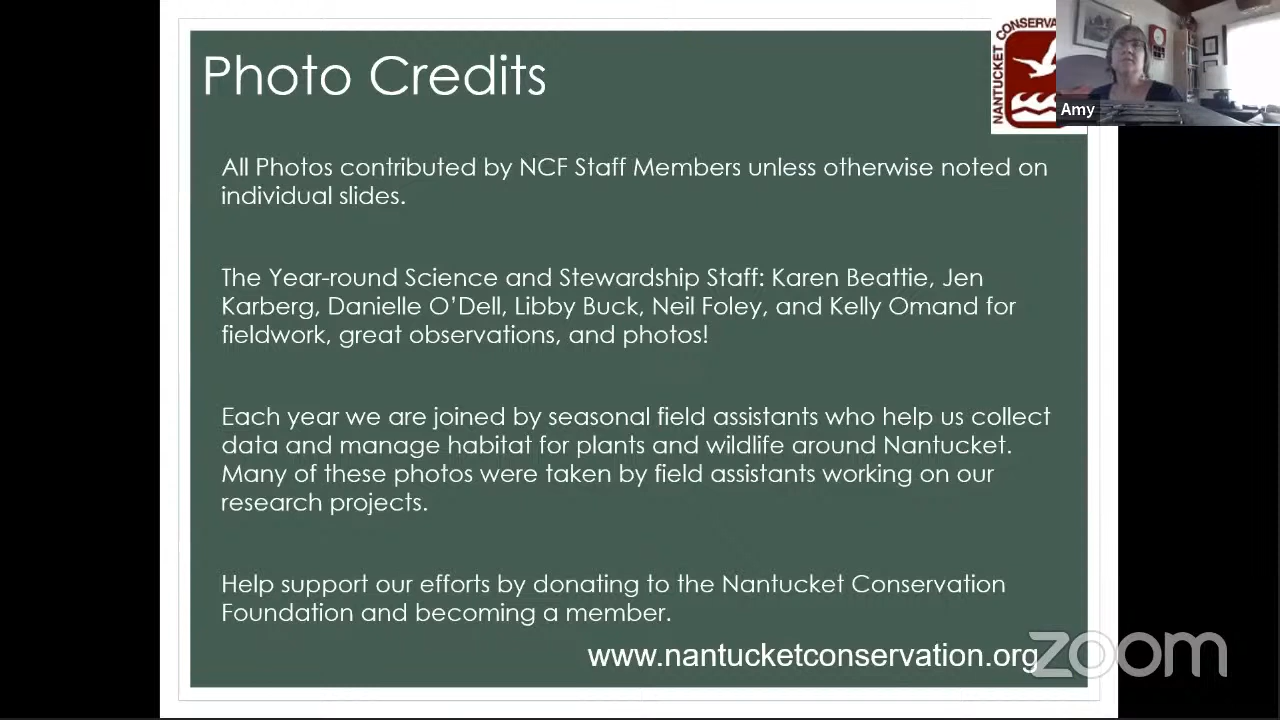 Photo Credits
NANTUCKET CONSERVA
Amy
All Photos contributed by NCF Staff Members unless otherwise noted on
individual slides.
The Year-round Science and Stewardship Staff: Karen Beattie, Jen
Karberg, Danielle O’Dell, Libby Buck, Neil Foley, and Kelly Omand for
fieldwork, great observations, and photos!
Each year we are joined by seasonal field assistants who help us collect
data and manage habitat for plants and wildlife around Nantucket.
Many of these photos were taken by field assistants working on our
research projects.
Help support our efforts by donating to the Nantucket Conservation
Foundation and becoming a member.
www.nantucketconservation.org
zoom